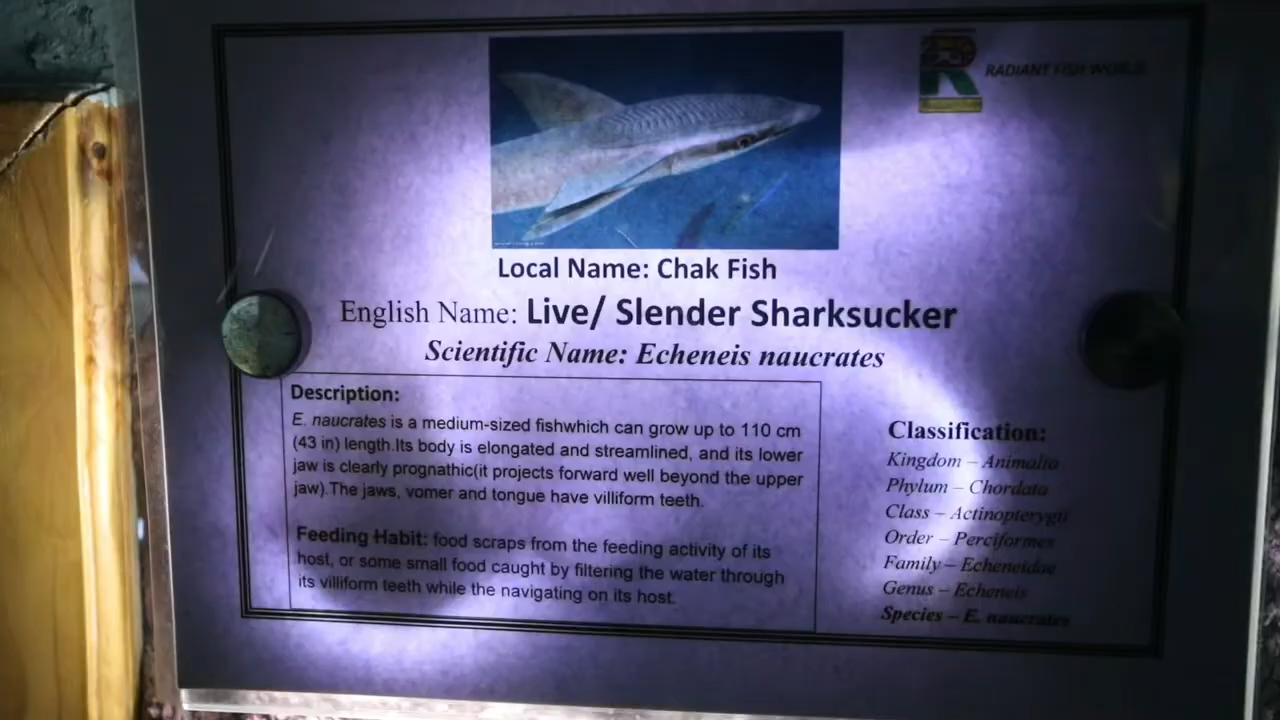 RADIANT FISH WORLD
Local Name: Chak Fish
English Name: Live/ Slender Sharksucker
Scientific Name: Echeneis naucrates
Description:
E. naucrates is a medium-sized fishwhich can grow up to 110 cm
(43 in) length.Its body is elongated and streamlined, and its lower
jaw is clearly prognathic(it projects forward well beyond the upper
jaw).The jaws, vomer and tongue have villiform teeth.
Feeding Habit: food scraps from the feeding activity of its
host, or some small food caught by filtering the water through
its villiform teeth while the navigating on its host.
Classification:
Kingdom – Animalia
Phylum – Chordata
Class – Actinopterygii
Order – Perciformes
Family – Echeneidae
Genus – Echeneis
Species – E. naucrates